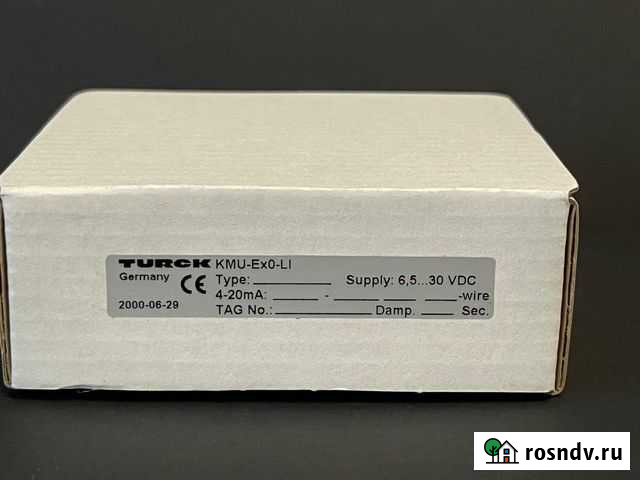 TURCK KMU-Ex0-LI
Germany CE Type: Supply: 6,5...30 VDC
4-20mA: - -wire
2000-06-29 TAG No.: Damp. Sec.
rosndv.ru